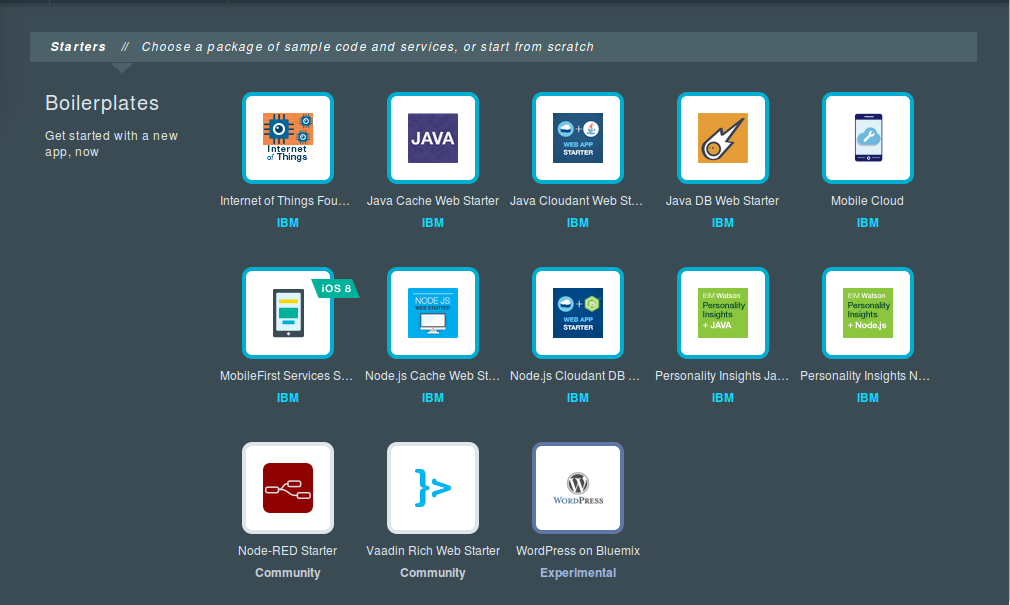 Starters // Choose a package of sample code and services, or start from scratch
Boilerplates
Get started with a new
app, now
Internet
of Things
JAVA
WEB APP
STARTER
Internet of Things Fou...
Java Cache Web Starter
Java Cloudant Web St...
Java DB Web Starter
Mobile Cloud
IBM
IBM
IBM
IBM
IBM
iOS 8
NODE JS
WEB STARTER
WEB APP
STARTER
IBM Watson
Personality
Insights
+ JAVA
IBM Watson
Personality
Insights
+ Node.js
MobileFirst Services S...
Node.js Cache Web St...
Node.js Cloudant DB ...
Personality Insights Ja...
Personality Insights N...
IBM
IBM
IBM
IBM
IBM
}>
WORDPRESS
Node-RED Starter
Vaadin Rich Web Starter
WordPress on Bluemix
Community
Community
Experimental